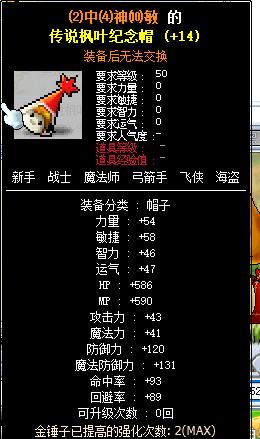 ⑵中⑷神⒅敏 的
传说枫叶纪念帽 (+14)
装备后无法交换
要求等级: 50
要求力量: 0
要求敏捷: 0
要求智力: 0
要求运气: 0
要求人气度: -
道具等级: -
道具经验值: -
新手 战士 魔法师 弓箭手 飞侠 海盗
装备分类 : 帽子
力量 : +54
敏捷 : +58
智力 : +46
运气 : +47
HP : +586
MP : +590
攻击力 : +43
魔法力 : +41
防御力 : +120
魔法防御力 : +131
命中率 : +93
回避率 : +89
可升级次数 : 0回
金锤子已提高的强化次数: 2(MAX)